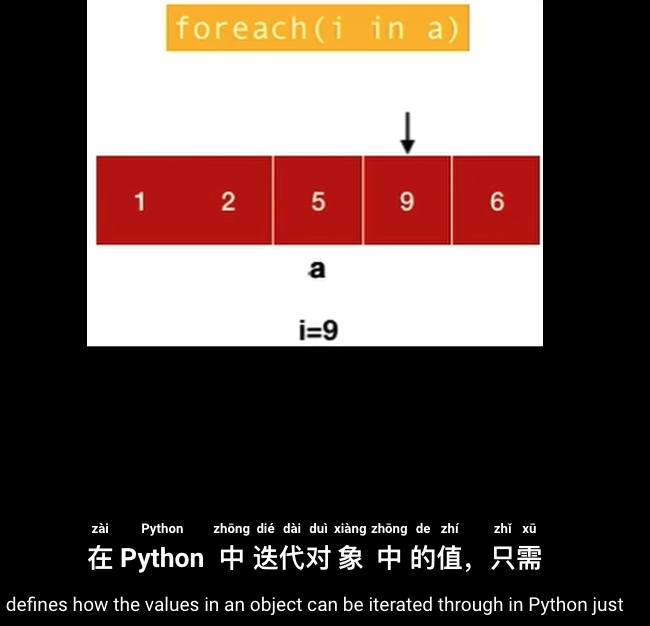 foreach(i in a)
1 2 5 9 6
a
i=9
zài Python zhōng dié dài duì xiàng zhōng de zhí zhǐ xū
在 Python 中 迭代对 象 中 的值，只需
defines how the values in an object can be iterated through in Python just